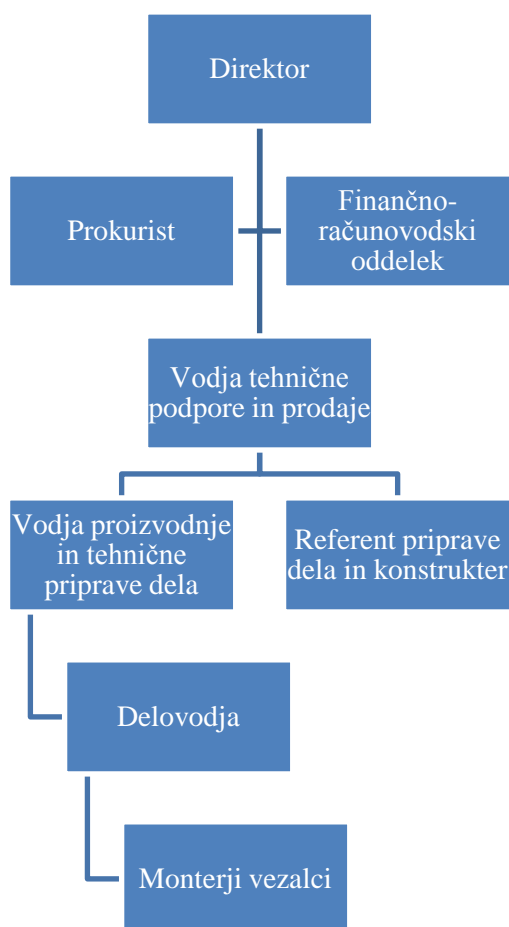 Direktor
Prokurist
Finančno-
računovodski
oddelek
Vodja tehnične
podpore in prodaje
Vodja proizvodnje
in tehnične
priprave dela
Referent priprave
dela in konstrukter
Delovodja
Monterji vezalci